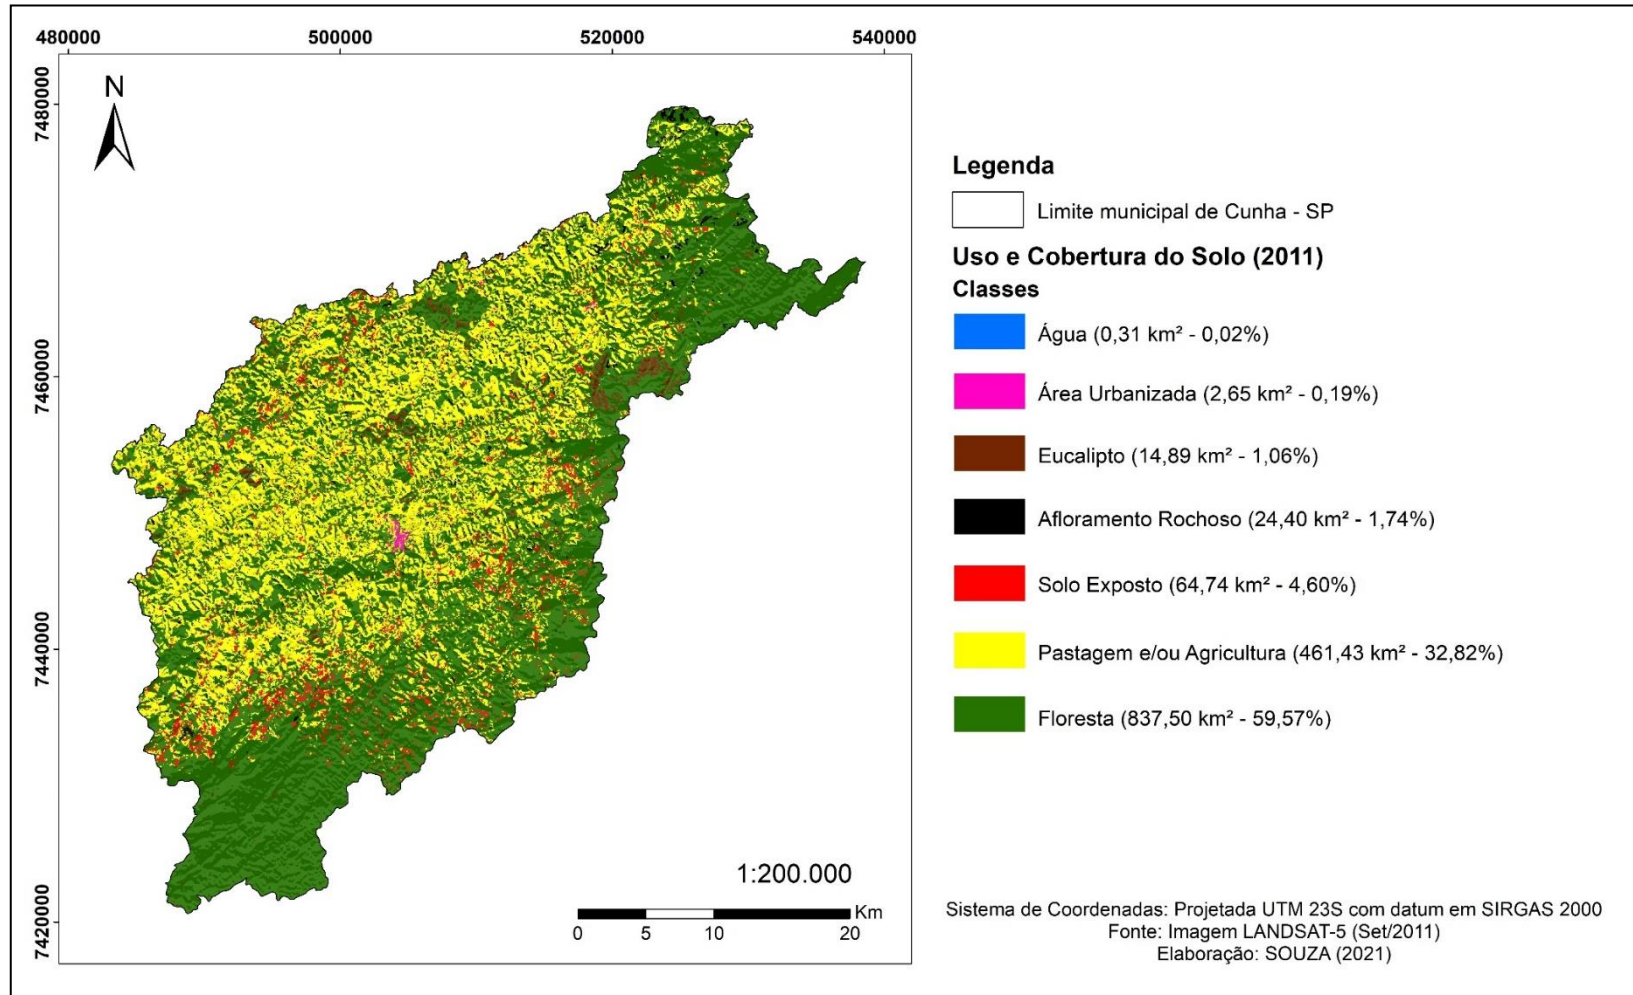 480000
500000
520000
540000
7480000
7460000
7440000
7420000
N
1:200.000
Km
0
5
10
20
Legenda
Limite municipal de Cunha - SP
Uso e Cobertura do Solo (2011)
Classes
Água (0,31 km² - 0,02%)
Área Urbanizada (2,65 km² - 0,19%)
Eucalipto (14,89 km² - 1,06%)
Afloramento Rochoso (24,40 km² - 1,74%)
Solo Exposto (64,74 km² - 4,60%)
Pastagem e/ou Agricultura (461,43 km² - 32,82%)
Floresta (837,50 km² - 59,57%)
Sistema de Coordenadas: Projetada UTM 23S com datum em SIRGAS 2000
Fonte: Imagem LANDSAT-5 (Set/2011)
Elaboração: SOUZA (2021)